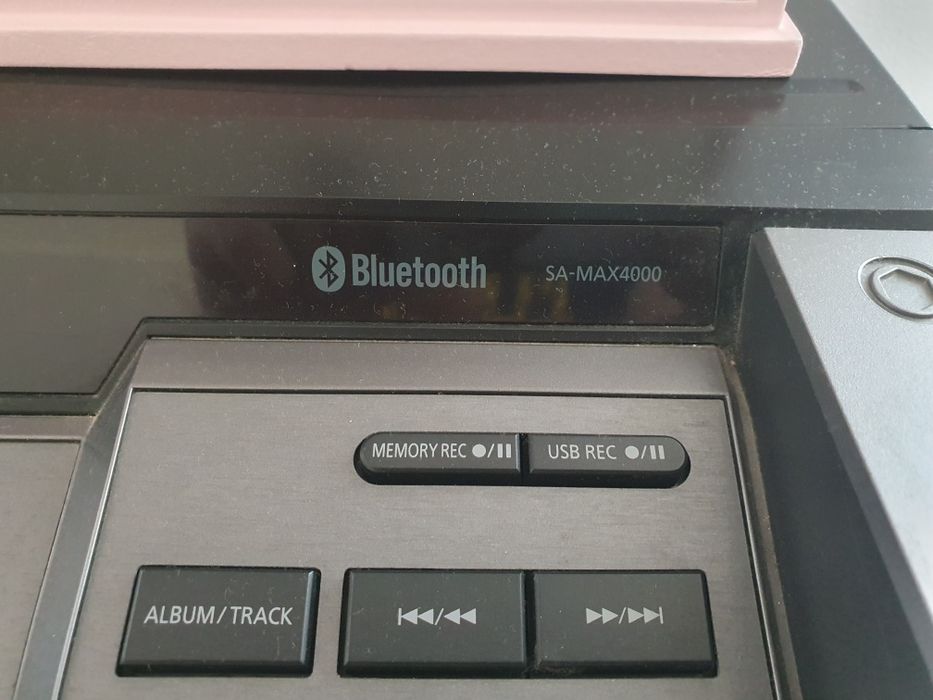 Bluetooth SA-MAX4000
MEMORY REC ●/❚❚ USB REC ●/❚❚
ALBUM/TRACK ⏮◀◀/◀◀ ▶▶/▶▶⏭